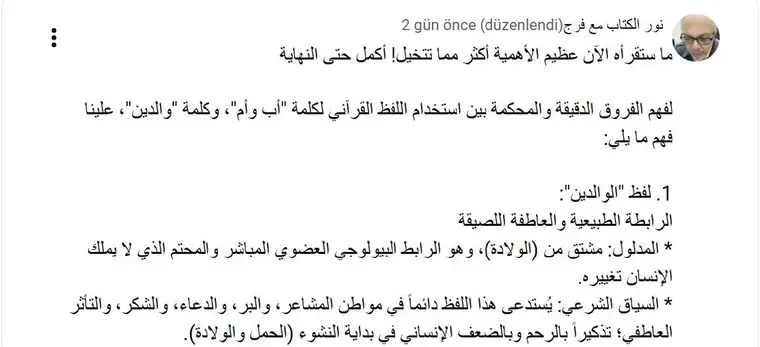 نور الكتاب مع فرج(düzenlendi) 2 gün önce
ما ستقرأه الآن عظيم الأهمية أكثر مما تتخيل! أكمل حتى النهاية
لفهم الفروق الدقيقة والمحكمة بين استخدام اللفظ القرآني لكلمة "أب وأم"، وكلمة "والدين"، علينا
فهم ما يلي:
1. لفظ "الوالدين":
الرابطة الطبيعية والعاطفة اللصيقة
* المدلول: مشتق من (الولادة)، وهو الرابط البيولوجي العضوي المباشر والمحتم الذي لا يملك
الإنسان تغييره.
* السياق الشرعي: يُستدعى هذا اللفظ دائماً في مواطن المشاعر، والبر، والدعاء، والشكر، والتأثر
العاطفي؛ تذكيراً بالرحم وبالضعف الإنساني في بداية النشوء (الحمل والولادة).